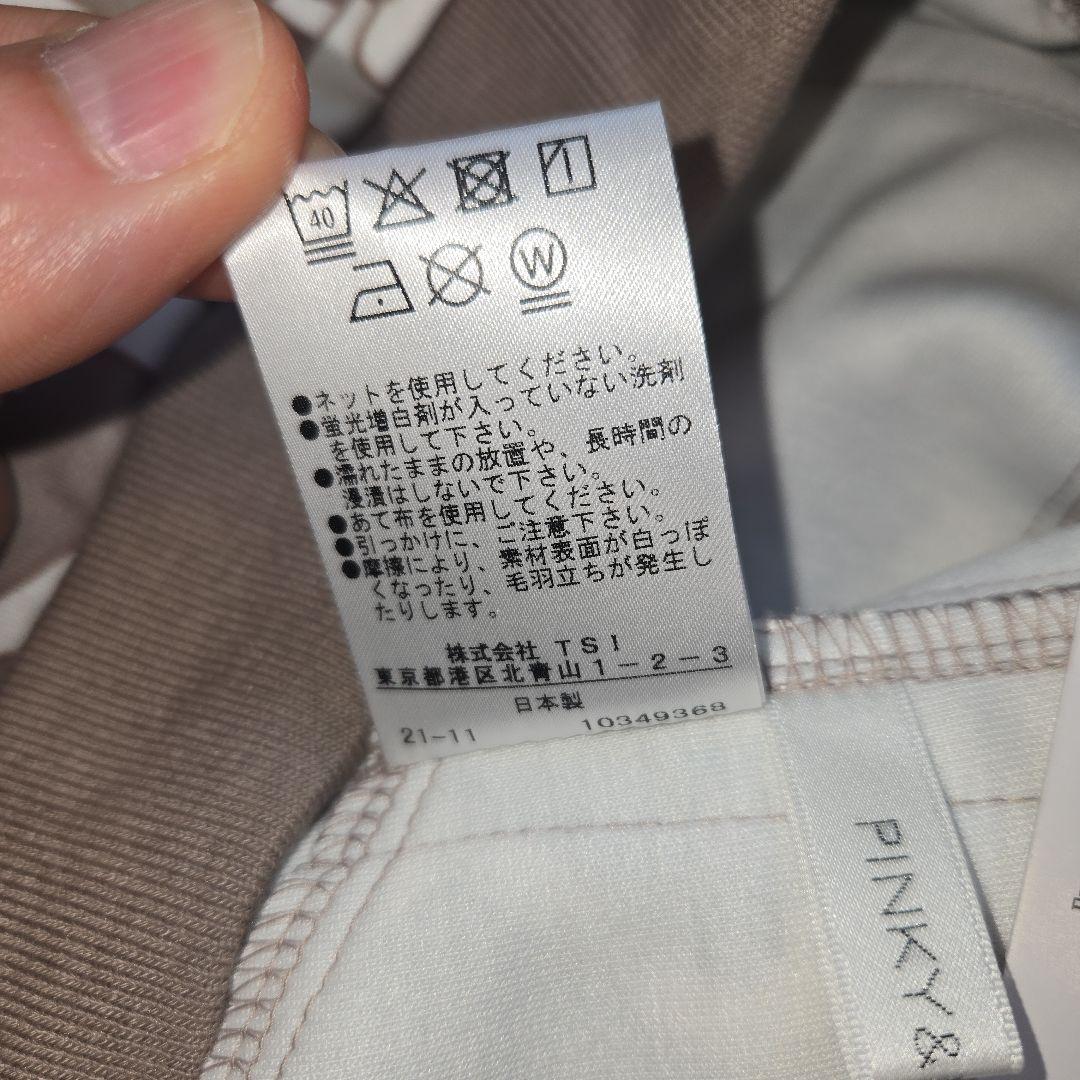 40
W
●ネットを使用してください。
●蛍光増白剤が入っていない洗剤
を使用して下さい。
●濡れたままの放置や、長時間の
浸漬はしないで下さい。
●あて布を使用してください。
●引っかけに、ご注意下さい。
●摩擦により、素材表面が白っぽ
くなったり、毛羽立ちが発生し
たりします。
株式会社 TSI
東京都港区北青山1-2-3
日本製
21-11 10349368
PINKY &